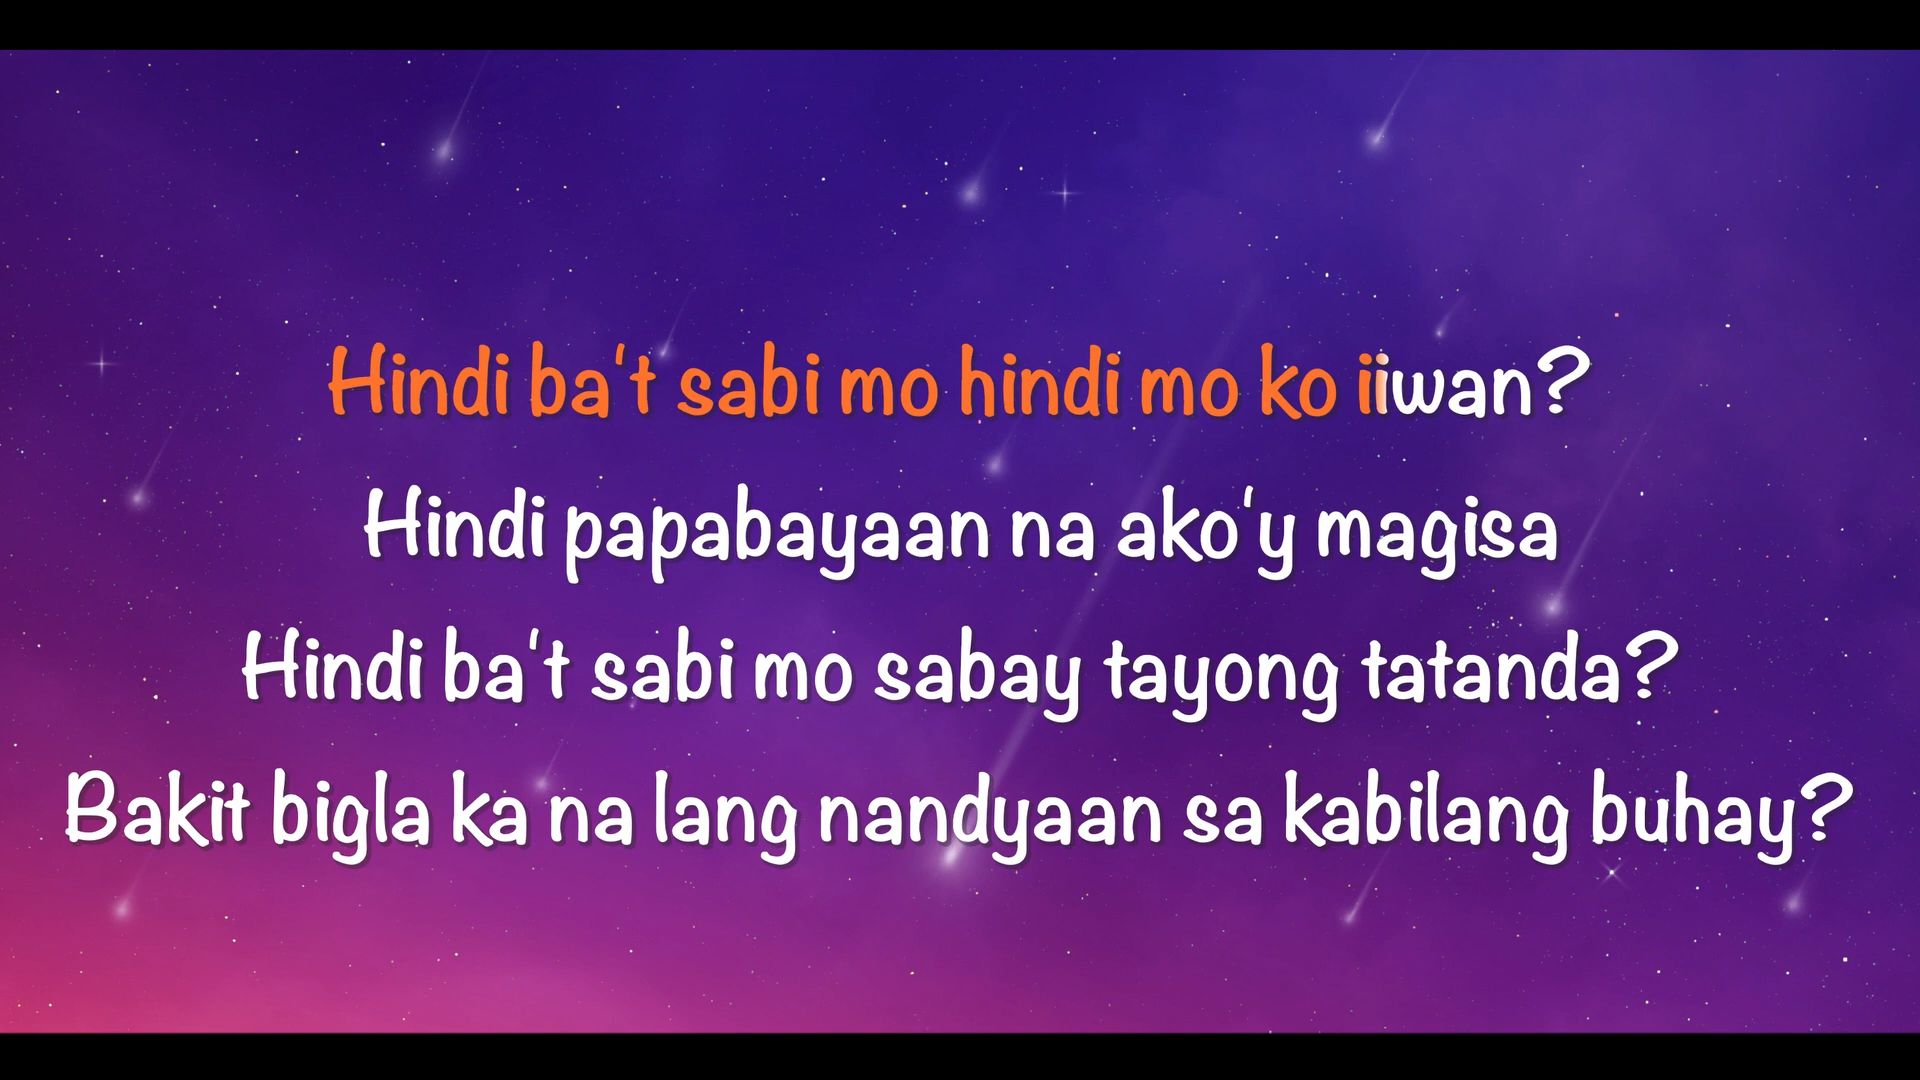 Hindi ba't sabi mo hindi mo ko iiwan?
Hindi papabayaan na ako'y magisa
Hindi ba't sabi mo sabay tayong tatanda?
Bakit bigla ka na lang nandyaan sa kabilang buhay?